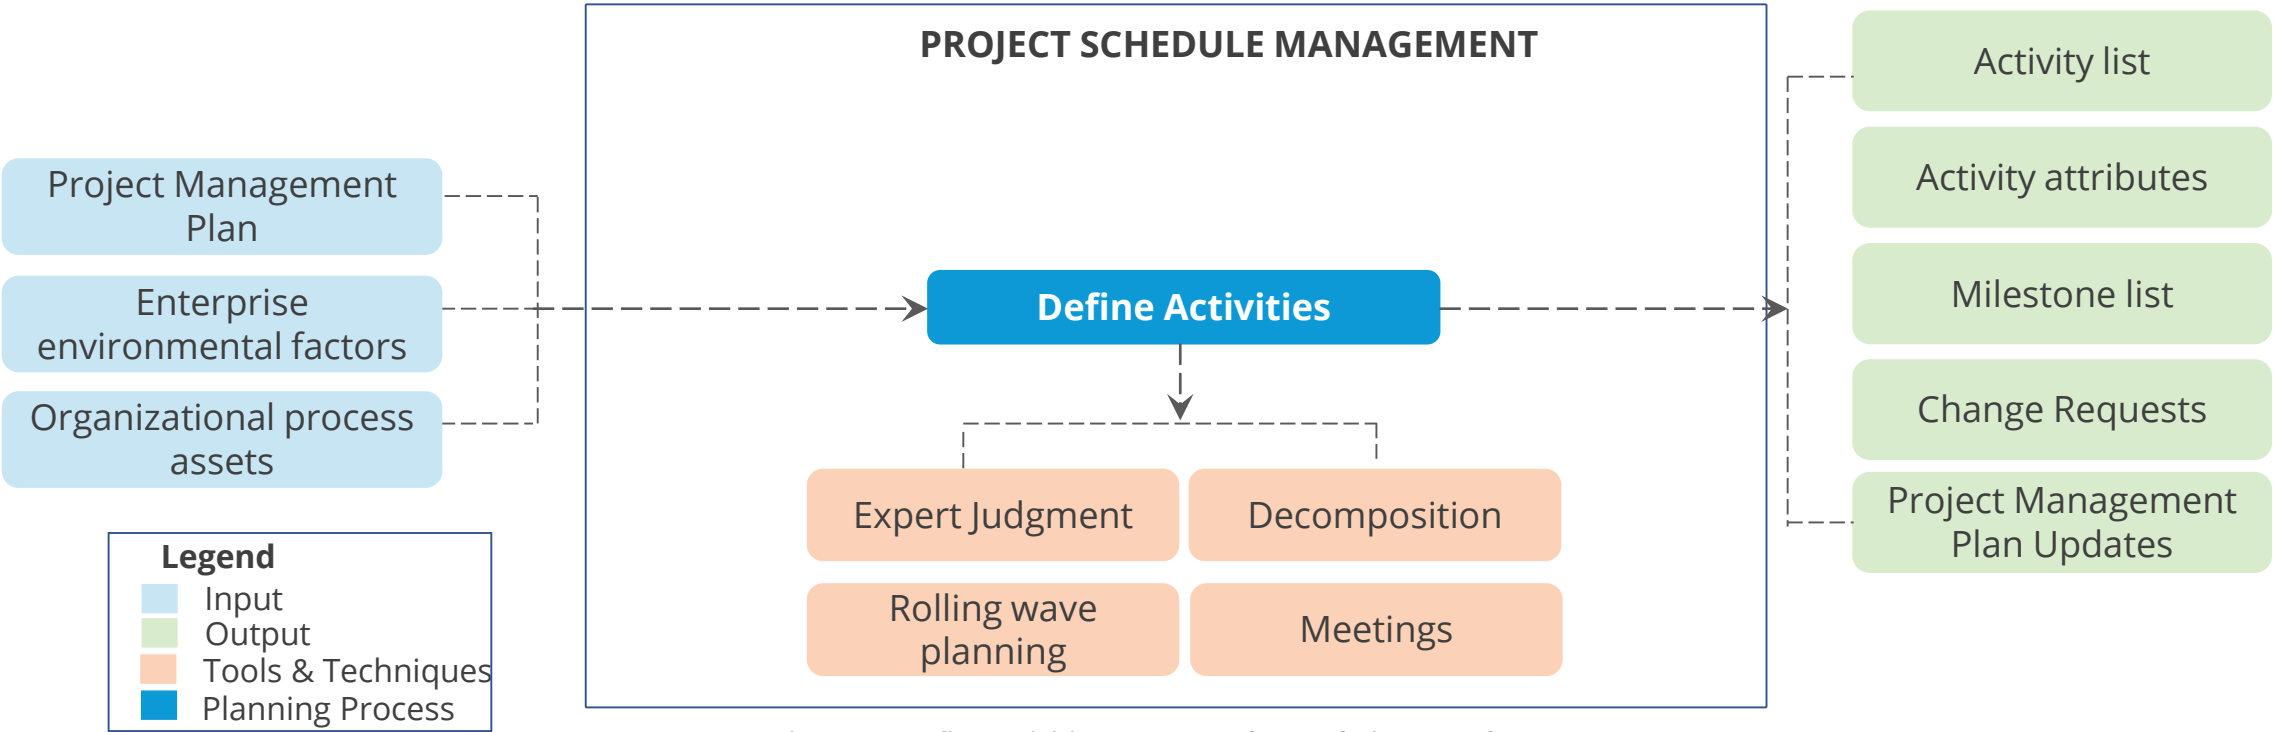 PROJECT SCHEDULE MANAGEMENT
Project Management
Plan
Enterprise
environmental factors
Organizational process
assets
Define Activities
Expert Judgment
Decomposition
Rolling wave
planning
Meetings
Activity list
Activity attributes
Milestone list
Change Requests
Project Management
Plan Updates
Legend
Input
Output
Tools & Techniques
Planning Process